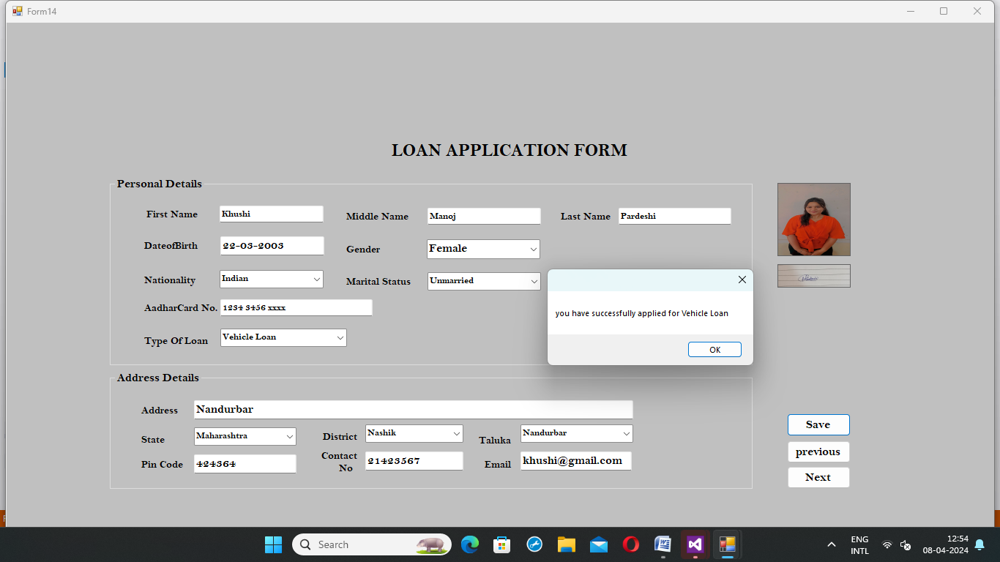 Form14
LOAN APPLICATION FORM
Personal Details
First Name Khushi Middle Name Manoj Last Name Pardeshi
DateofBirth 22-03-2003 Gender Female
Nationality Indian Marital Status Unmarried
AadharCard No. 1234 3456 xxxx
Type Of Loan Vehicle Loan
you have successfully applied for Vehicle Loan
OK
Address Details
Address Nandurbar
State Maharashtra District Nashik Taluka Nandurbar
Pin Code 424364 Contact No 21423567 Email khushi@gmail.com
Save
previous
Next
Search
ENG
INTL
12:54
08-04-2024